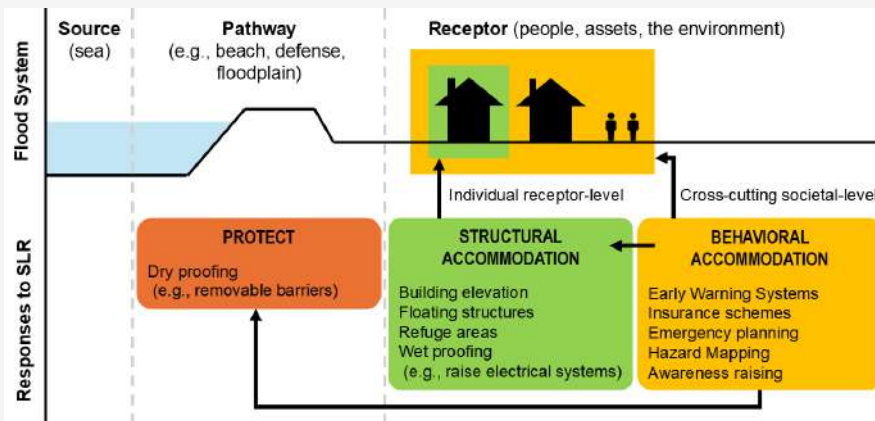 Source
(sea)
Pathway
(e.g., beach, defense,
floodplain)
Receptor (people, assets, the environment)
Flood System
Individual receptor-level
Cross-cutting societal-level
Responses to SLR
PROTECT
Dry proofing
(e.g., removable barriers)
STRUCTURAL
ACCOMMODATION
Building elevation
Floating structures
Refuge areas
Wet proofing
(e.g., raise electrical systems)
BEHAVIORAL
ACCOMMODATION
Early Warning Systems
Insurance schemes
Emergency planning
Hazard Mapping
Awareness raising